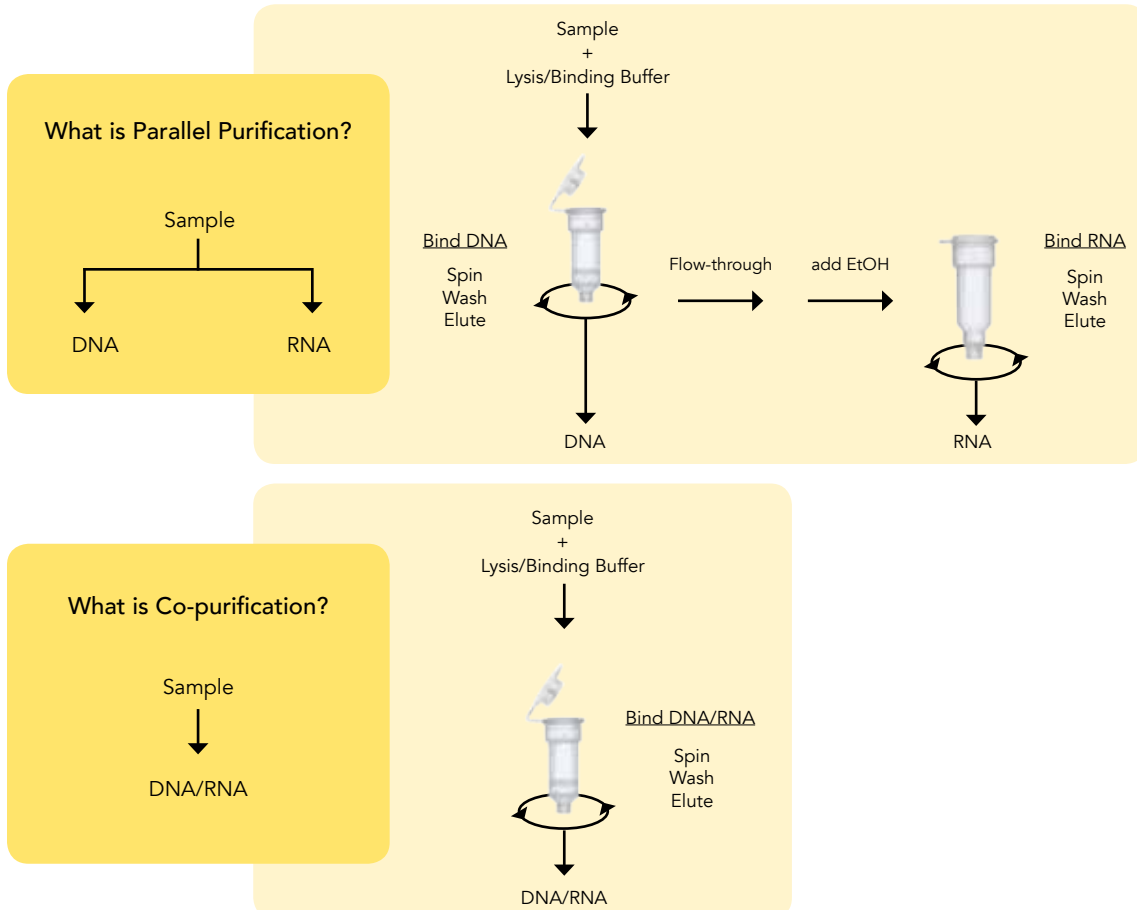 What is Parallel Purification?
Sample
DNA
RNA
Sample
+
Lysis/Binding Buffer
Bind DNA
Spin
Wash
Elute
Flow-through
add EtOH
Bind RNA
Spin
Wash
Elute
DNA
RNA
What is Co-purification?
Sample
DNA/RNA
Sample
+
Lysis/Binding Buffer
Bind DNA/RNA
Spin
Wash
Elute
DNA/RNA